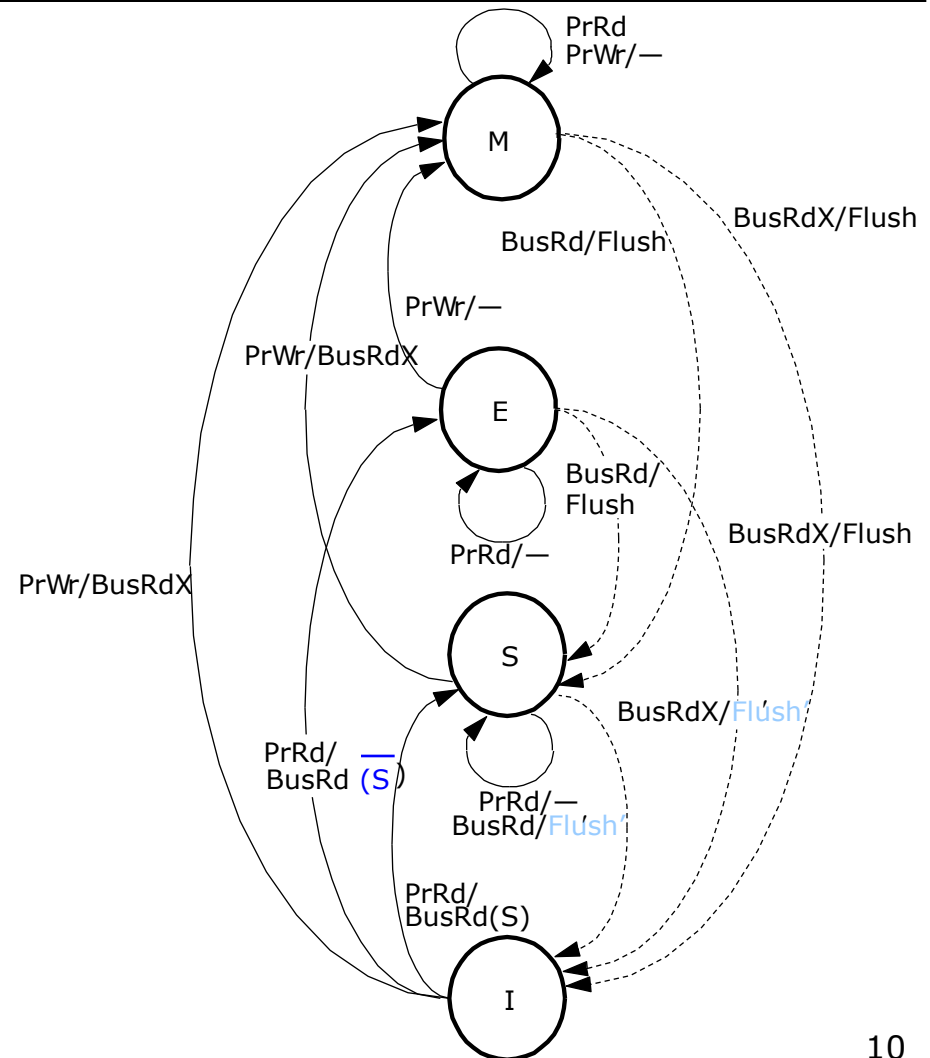 PrRd
PrWr/—
M
BusRdX/Flush
BusRd/Flush
PrWr/—
PrWr/BusRdX
E
BusRd/
Flush
PrRd/—
BusRdX/Flush
PrWr/BusRdX
S
BusRdX/Flush'
PrRd/
BusRd (S̅)
PrRd/—
BusRd/Flush'
PrRd/
BusRd(S)
I
10